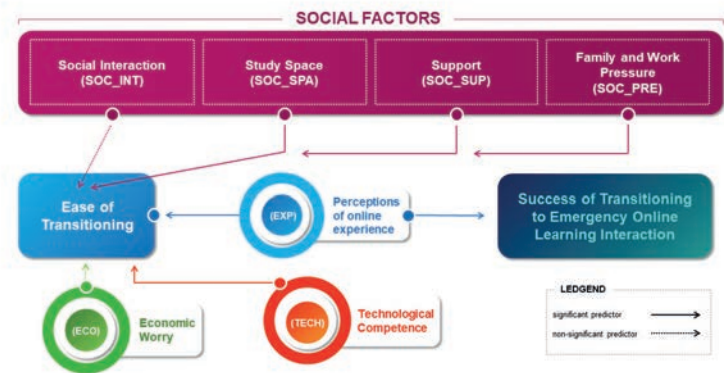 SOCIAL FACTORS
Social Interaction
(SOC_INT)
Study Space
(SOC_SPA)
Support
(SOC_SUP)
Family and Work
Pressure
(SOC_PRE)
Ease of
Transitioning
(EXP)
Perceptions
of online
experience
Success of Transitioning
to Emergency Online
Learning Interaction
(ECO)
Economic
Worry
(TECH)
Technological
Competence
LEDGEND
significant predictor
non-significant predictor